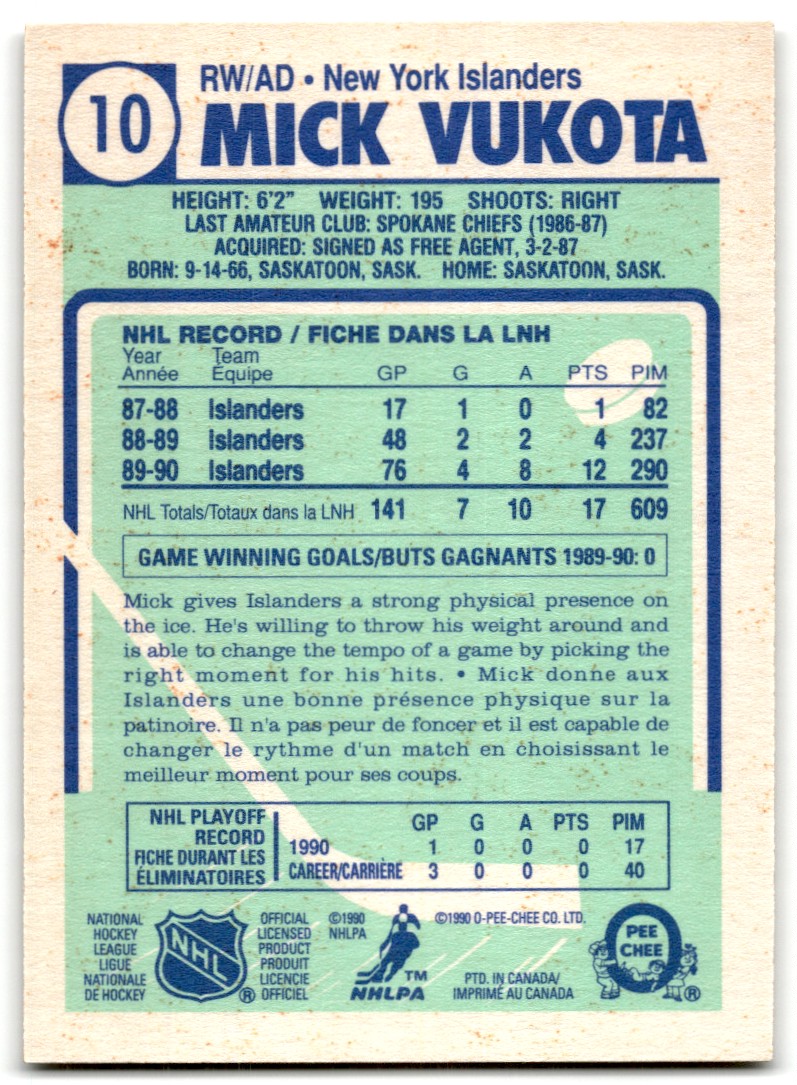 10
RW/AD • New York Islanders
MICK VUKOTA
HEIGHT: 6'2" WEIGHT: 195 SHOOTS: RIGHT
LAST AMATEUR CLUB: SPOKANE CHIEFS (1986-87)
ACQUIRED: SIGNED AS FREE AGENT, 3-2-87
BORN: 9-14-66, SASKATOON, SASK. HOME: SASKATOON, SASK.
NHL RECORD / FICHE DANS LA LNH
Year Team
Année Équipe GP G A PTS PIM
87-88 Islanders 17 1 0 1 82
88-89 Islanders 48 2 2 4 237
89-90 Islanders 76 4 8 12 290
NHL Totals/Totaux dans la LNH 141 7 10 17 609
GAME WINNING GOALS/BUTS GAGNANTS 1989-90: 0
Mick gives Islanders a strong physical presence on
the ice. He's willing to throw his weight around and
is able to change the tempo of a game by picking the
right moment for his hits. • Mick donne aux
Islanders une bonne présence physique sur la
patinoire. Il n'a pas peur de foncer et il est capable de
changer le rythme d'un match en choisissant le
meilleur moment pour ses coups.
NHL PLAYOFF
RECORD
FICHE DURANT LES
ÉLIMINATOIRES
GP G A PTS PIM
1990 1 0 0 0 17
CAREER/CARRIÈRE 3 0 0 0 40
NATIONAL
HOCKEY
LEAGUE
LIGUE
NATIONALE
DE HOCKEY
NHL
®
OFFICIAL
LICENSED
PRODUCT
PRODUIT
LICENCIE
OFFICIEL
©1990
NHLPA
TM
NHLPA
©1990 O-PEE-CHEE CO. LTD.
PTD. IN CANADA/
IMPRIMÉ AU CANADA
O
PEE
CHEE
®